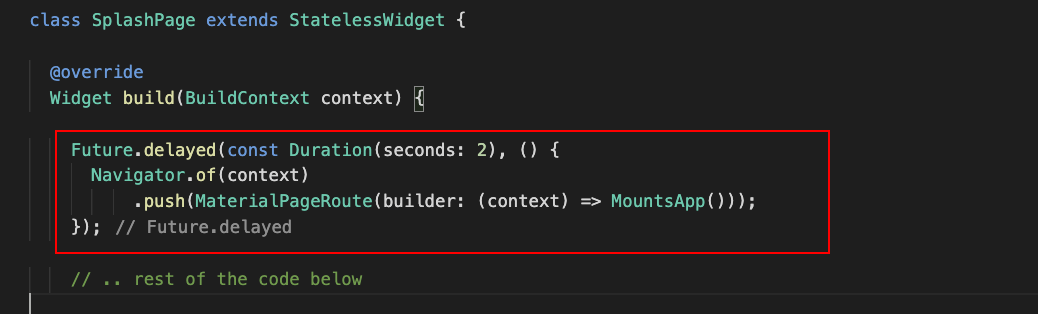 class SplashPage extends StatelessWidget {
@override
Widget build(BuildContext context) {
Future.delayed(const Duration(seconds: 2), () {
Navigator.of(context)
.push(MaterialPageRoute(builder: (context) => MountsApp()));
}); // Future.delayed
// .. rest of the code below